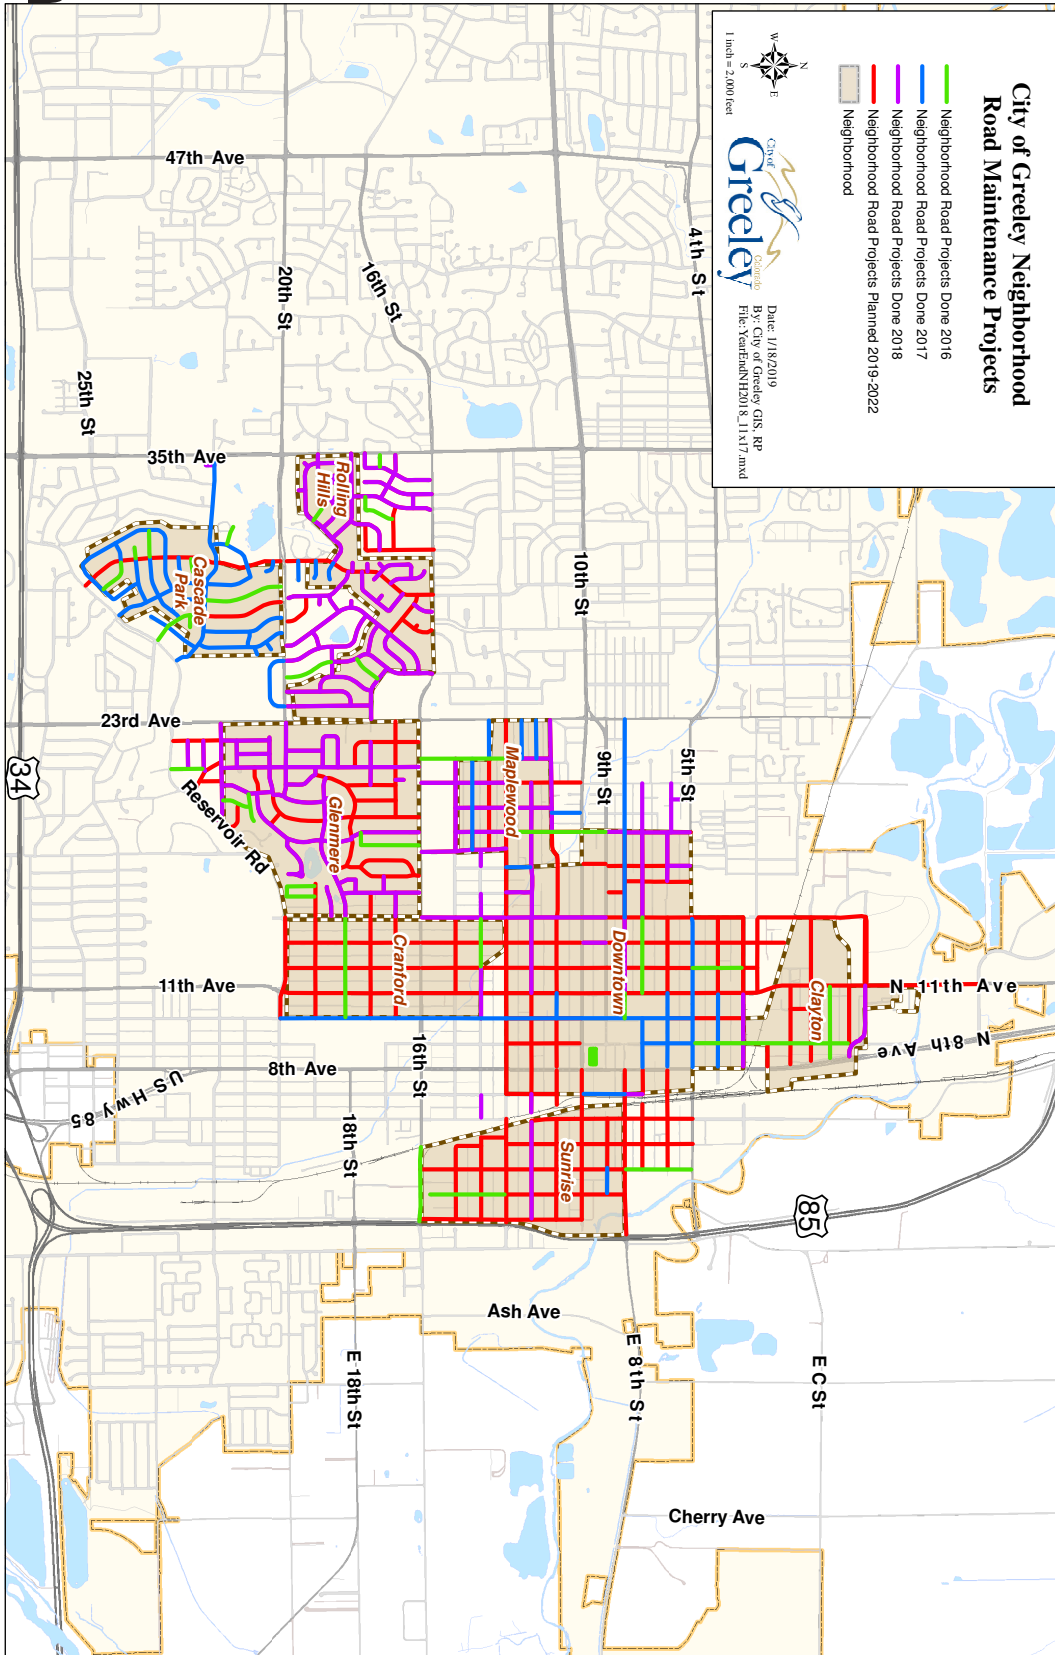 City of Greeley Neighborhood
Road Maintenance Projects
Neighborhood Road Projects Done 2016
Neighborhood Road Projects Done 2017
Neighborhood Road Projects Done 2018
Neighborhood Road Projects Planned 2019-2022
Neighborhood
N
W
E
S
1 inch = 2,000 feet
City of
Greeley
Colorado
Date: 1/18/2019
By: City of Greeley GIS, RP
File: YearEndNH2018_11x17.mxd
47th Ave
4th St
20th St
16th St
25th St
35th Ave
Rolling
Hills
Cascade
Park
10th St
23rd Ave
34
Reservoir Rd
Glenmere
Maplewood
9th St
5th St
Cranford
Downtown
Clayton
11th Ave
N 11th Ave
N 8th Ave
8th Ave
16th St
US Hwy 85
18th St
Sunrise
85
Ash Ave
E 18th St
E 8th St
E C St
Cherry Ave